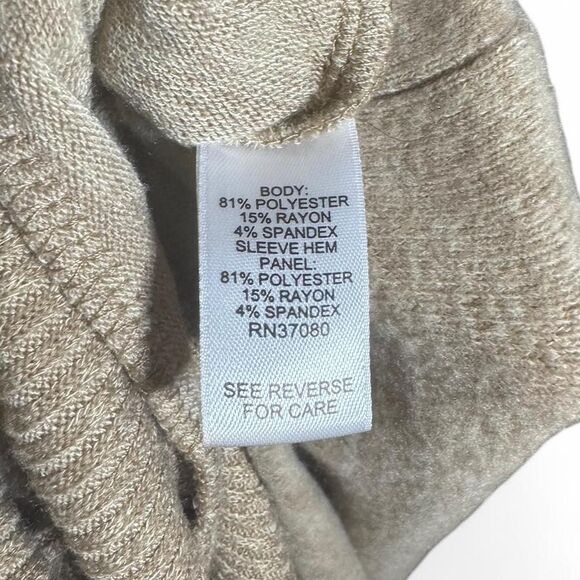 BODY:
81% POLYESTER
15% RAYON
4% SPANDEX
SLEEVE HEM
PANEL:
81% POLYESTER
15% RAYON
4% SPANDEX
RN37080
SEE REVERSE
FOR CARE